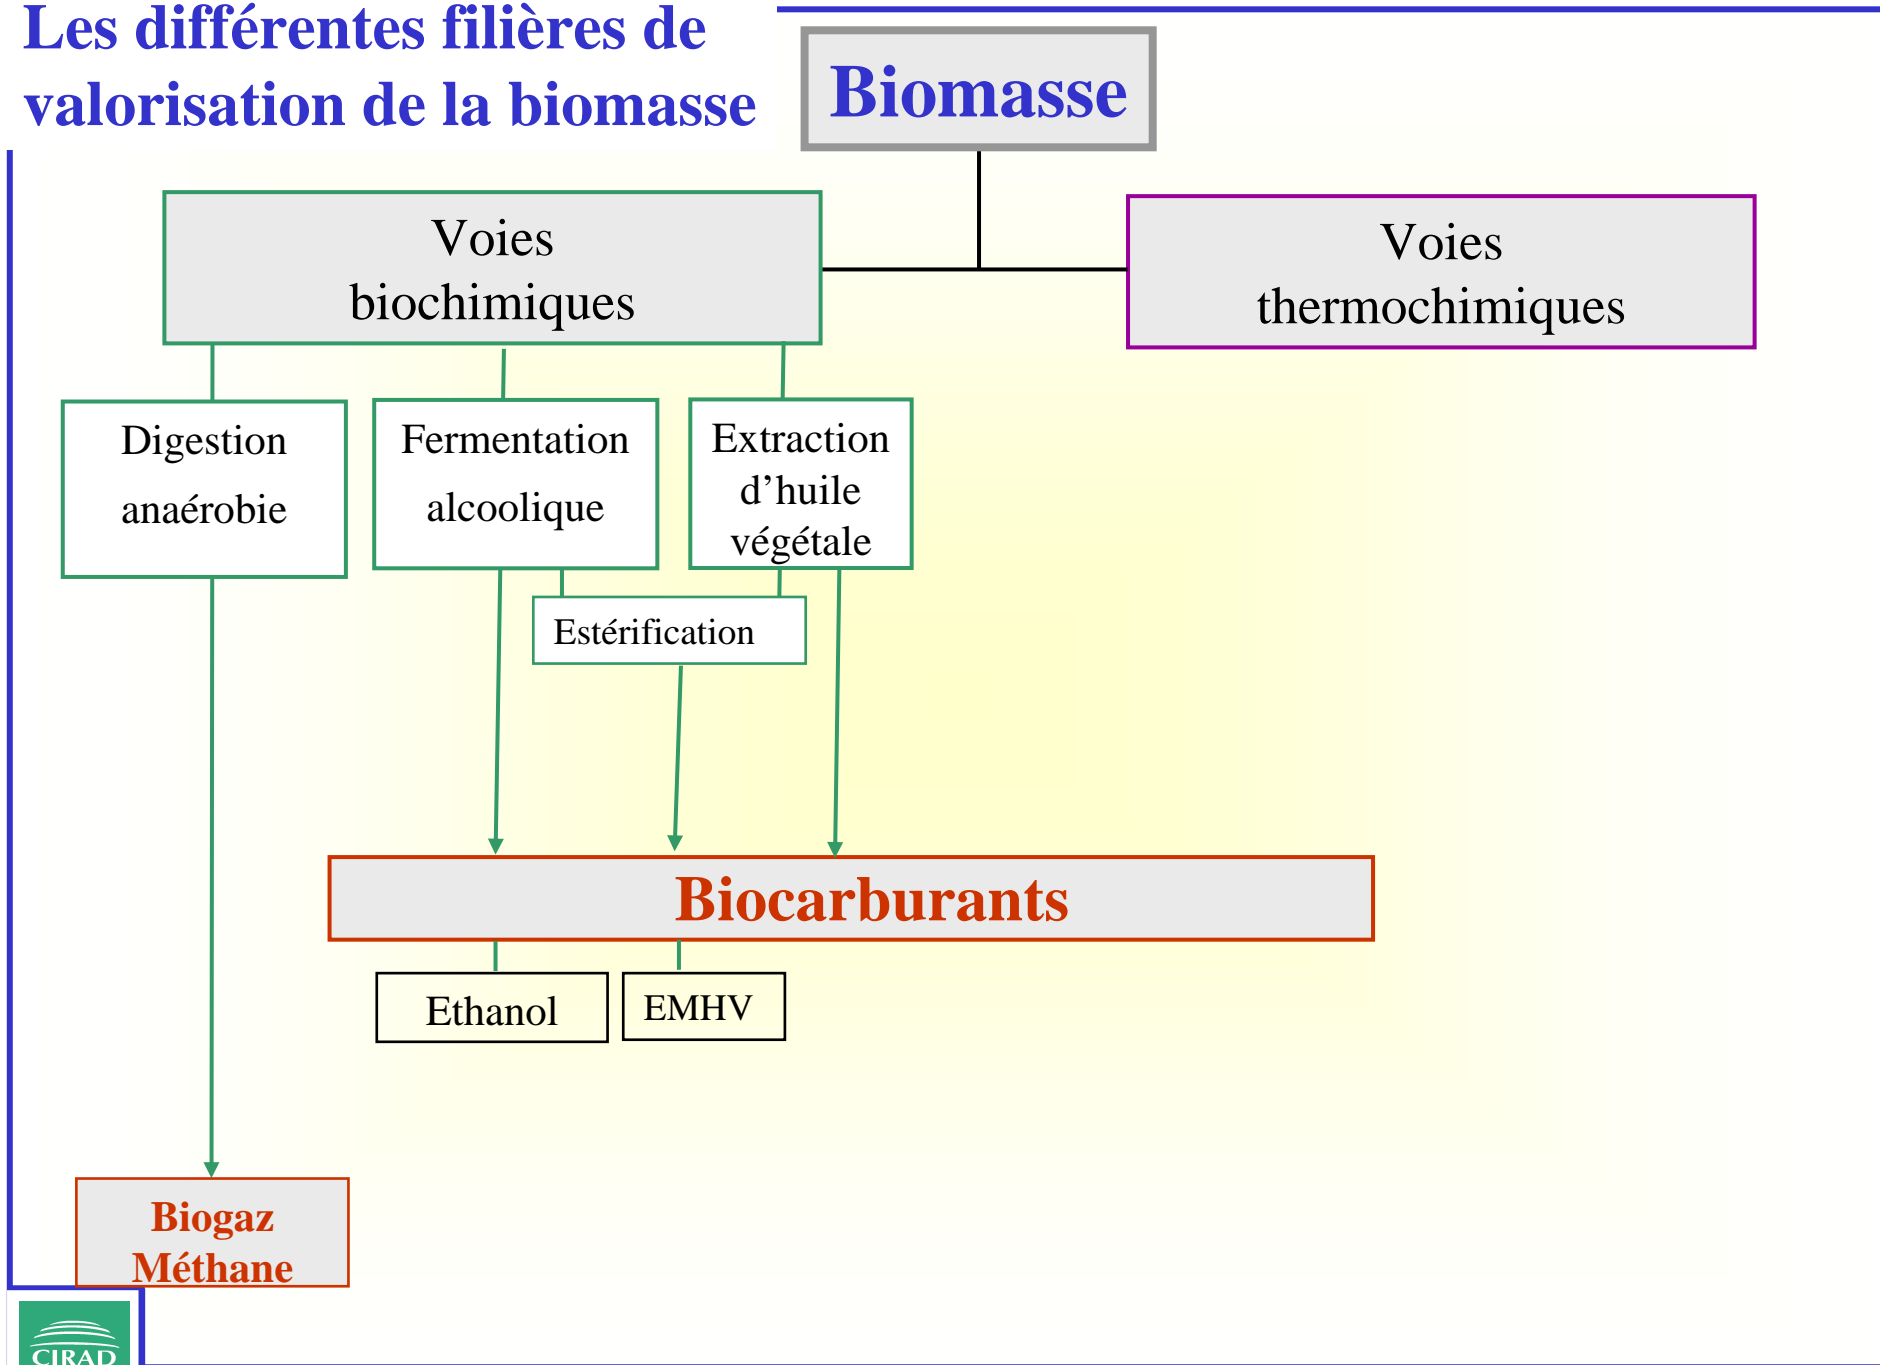 Les différentes filières de
valorisation de la biomasse
Biomasse
Voies
biochimiques
Voies
thermochimiques
Digestion
anaérobie
Fermentation
alcoolique
Extraction
d’huile
végétale
Estérification
Biocarburants
Ethanol
EMHV
Biogaz
Méthane
CIRAD